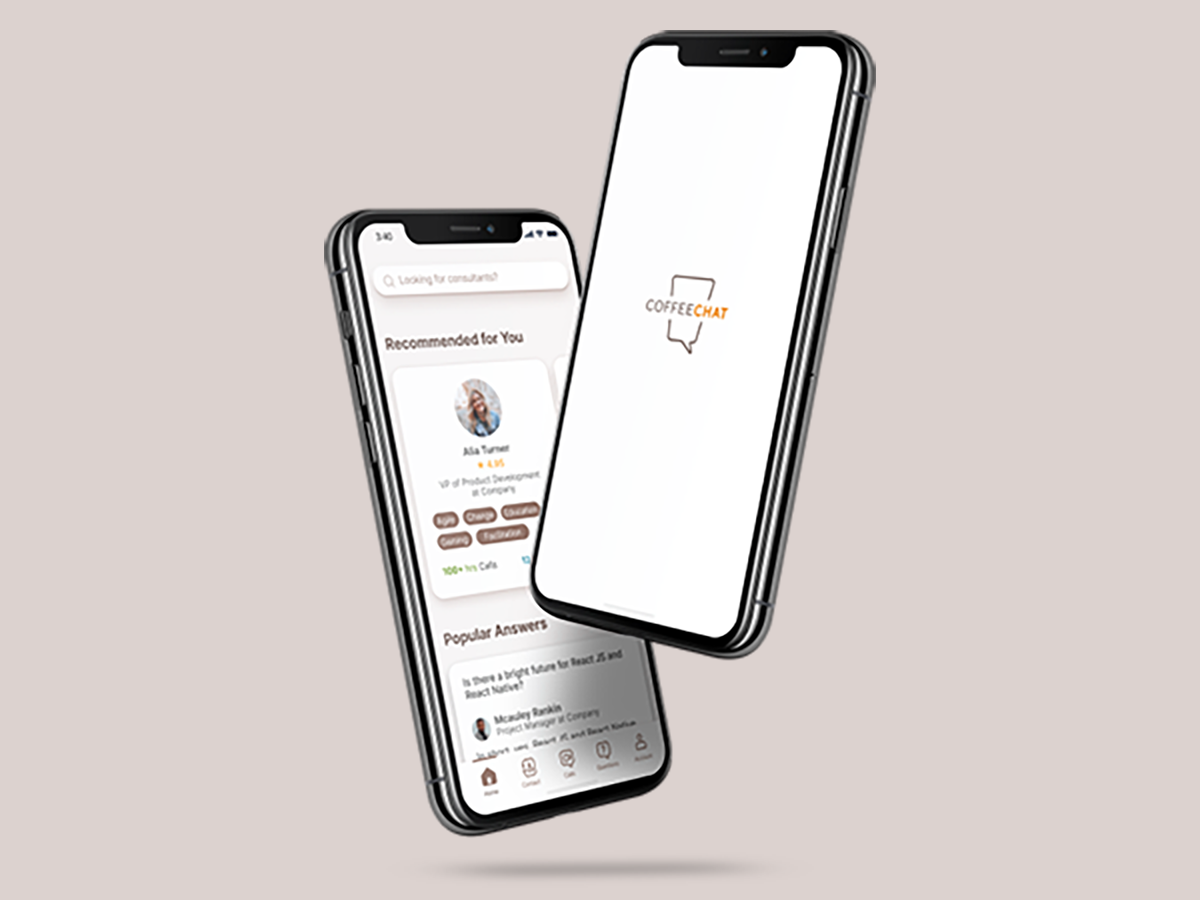 3:40
Looking for consultants?
Recommended for You
Alia Turner
★ 4.95
VP of Product Development
at Company
Agile Change Education
Gaming Facilitation
100+ hrs Calls
Popular Answers
Is there a bright future for React JS and
React Native?
Mcauley Rankin
Project Manager at Company
In short, yes. React JS and React Native
Home Contact Calls Questions Account
COFFEECHAT